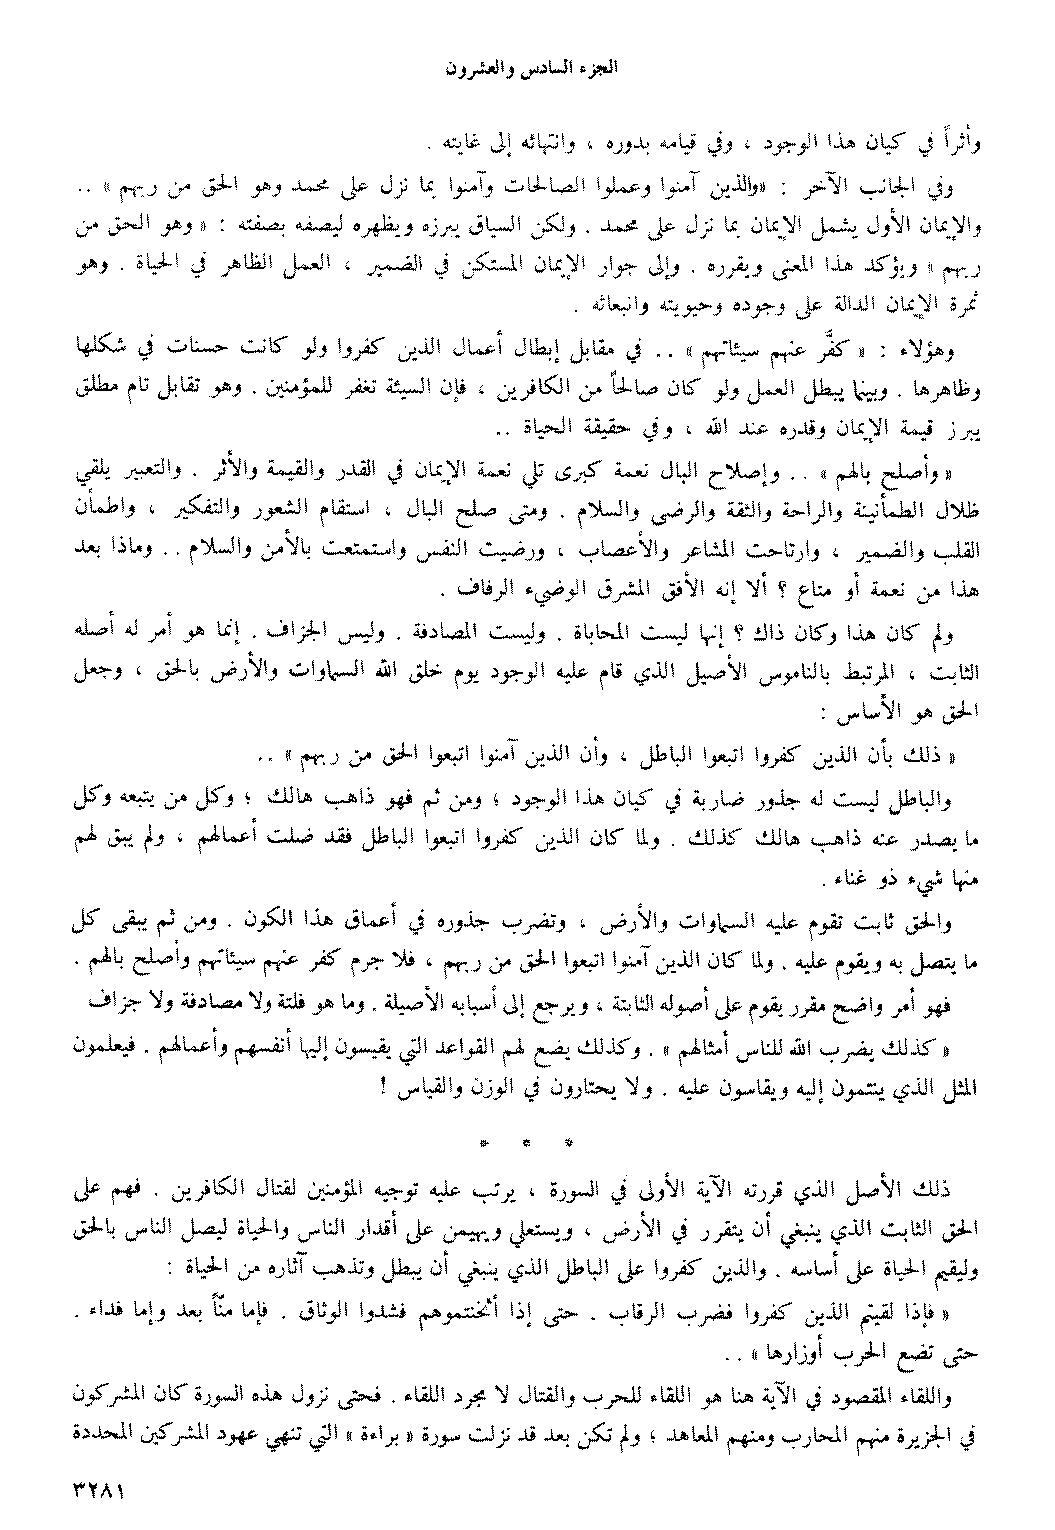 الجزء السادس والعشرون
وأثراً في كيان هذا الوجود ، وفي قيامه بدوره ، وانتهائه إلى غايته .
وفي الجانب الآخر : «والذين آمنوا وعملوا الصالحات وآمنوا بما نزل على محمد وهو الحق من ربهم» ..
والإيمان الأول يشمل الإيمان بما نزل على محمد . ولكن السياق يبرزه ويظهره ليصفه بصفته : « وهو الحق من
ربهم » ويؤكد هذا المعنى ويقرره . وإلى جوار الإيمان المستكن في الضمير ، العمل الظاهر في الحياة . وهو
ثمرة الإيمان الدالة على وجوده وحيويته وانبعاثه .
وهؤلاء : « كفَّر عنهم سيئاتهم » .. في مقابل إبطال أعمال الذين كفروا ولو كانت حسنات في شكلها
وظاهرها . وبينما يبطل العمل ولو كان صالحاً من الكافرين ، فإن السيئة تغفر للمؤمنين . وهو تقابل تام مطلق
يبرز قيمة الإيمان وقدره عند الله ، وفي حقيقة الحياة ..
« وأصلح بالهم » .. وإصلاح البال نعمة كبرى تلي نعمة الإيمان في القدر والقيمة والأثر . والتعبير يلقي
ظلال الطمأنينة والراحة والثقة والرضى والسلام . ومتى صلح البال ، استقام الشعور والتفكير ، واطمأن
القلب والضمير ، وارتاحت المشاعر والأعصاب ، ورضيت النفس واستمتعت بالأمن والسلام .. وماذا بعد
هذا من نعمة أو متاع ؟ ألا إنه الأفق المشرق الوضيء الرفاف .
ولم كان هذا وكان ذاك ؟ إنها ليست المحاباة . وليست المصادفة . وليس الجزاف . إنما هو أمر له أصله
الثابت ، المرتبط بالناموس الأصيل الذي قام عليه الوجود يوم خلق الله السماوات والأرض بالحق ، وجعل
الحق هو الأساس :
« ذلك بأن الذين كفروا اتبعوا الباطل ، وأن الذين آمنوا اتبعوا الحق من ربهم » ..
والباطل ليست له جذور ضاربة في كيان هذا الوجود ؛ ومن ثم فهو ذاهب هالك ؛ وكل من يتبعه وكل
ما يصدر عنه ذاهب هالك كذلك . ولما كان الذين كفروا اتبعوا الباطل فقد ضلت أعمالهم ، ولم يبق لهم
منها شيء ذو غناء .
والحق ثابت تقوم عليه السماوات والأرض ، وتضرب جذوره في أعماق هذا الكون . ومن ثم يبقى كل
ما يتصل به ويقوم عليه . ولما كان الذين آمنوا اتبعوا الحق من ربهم ، فلا جرم كفر عنهم سيئاتهم وأصلح بالهم .
فهو أمر واضح مقرر يقوم على أصوله الثابتة ، ويرجع إلى أسبابه الأصيلة . وما هو فلتة ولا مصادفة ولا جزاف
« كذلك يضرب الله للناس أمثالهم » . وكذلك يضع لهم القواعد التي يقيسون إليها أنفسهم وأعمالهم . فيعلمون
المثل الذي ينتمون إليه ويقاسون عليه . ولا يحتارون في الوزن والقياس !
* * *
ذلك الأصل الذي قررته الآية الأولى في السورة ، يرتب عليه توجيه المؤمنين لقتال الكافرين . فهم على
الحق الثابت الذي ينبغي أن يتقرر في الأرض ، ويستعلي ويهيمن على أقدار الناس والحياة ليصل الناس بالحق
وليقيم الحياة على أساسه . والذين كفروا على الباطل الذي ينبغي أن يبطل وتذهب آثاره من الحياة :
« فإذا لقيتم الذين كفروا فضرب الرقاب . حتى إذا أثخنتموهم فشدوا الوثاق . فإما منّاً بعد وإما فداء .
حتى تضع الحرب أوزارها » ..
واللقاء المقصود في الآية هنا هو اللقاء للحرب والقتال لا مجرد اللقاء . فحتى نزول هذه السورة كان المشركون
في الجزيرة منهم المحارب ومنهم المعاهد ؛ ولم تكن بعد قد نزلت سورة « براءة » التي تنهي عهود المشركين المحددة
٣٢٨١